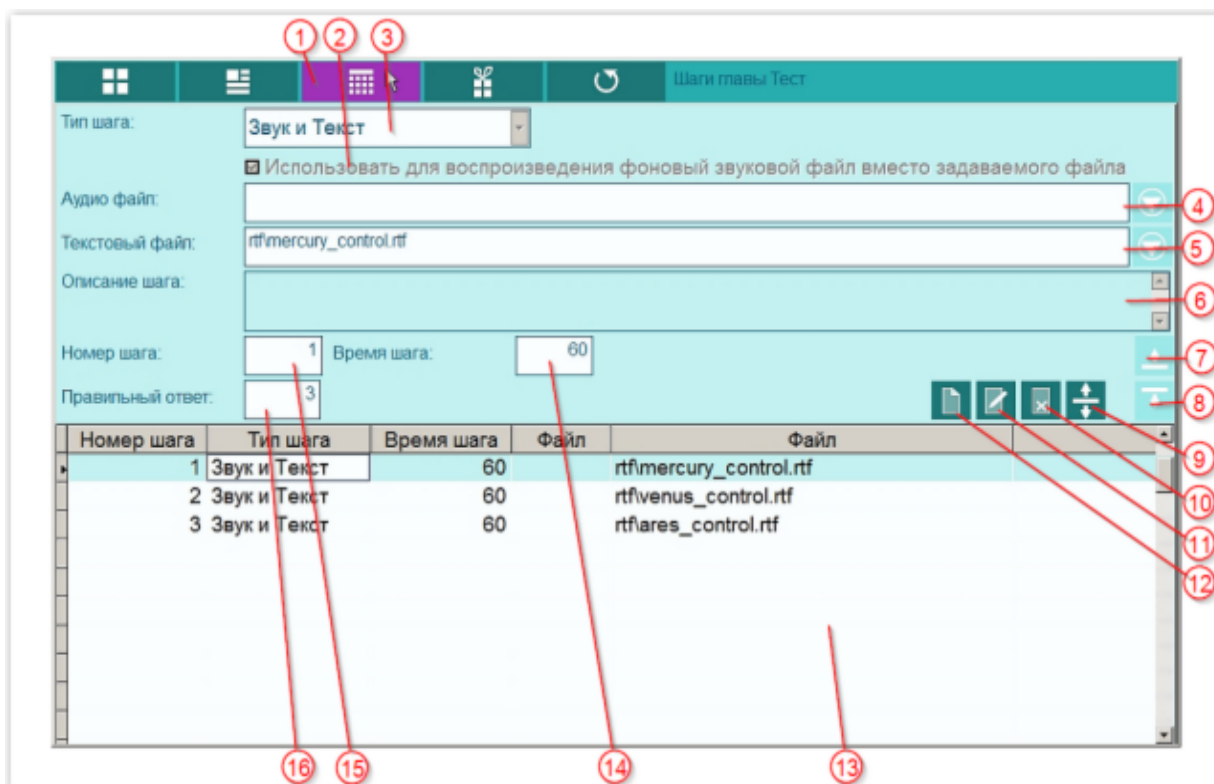 1 2 3
Шаги главы Тест
Тип шага: Звук и Текст
Использовать для воспроизведения фоновый звуковой файл вместо задаваемого файла
Аудио файл: 4
Текстовый файл: rtf\mercury_control.rtf 5
Описание шага: 6
Номер шага: 1 Время шага: 60 7
Правильный ответ: 3 8
Номер шага Тип шага Время шага Файл Файл
9
1 Звук и Текст 60 rtf\mercury_control.rtf
10
2 Звук и Текст 60 rtf\venus_control.rtf
3 Звук и Текст 60 rtf\ares_control.rtf
11
12
16 15 14 13